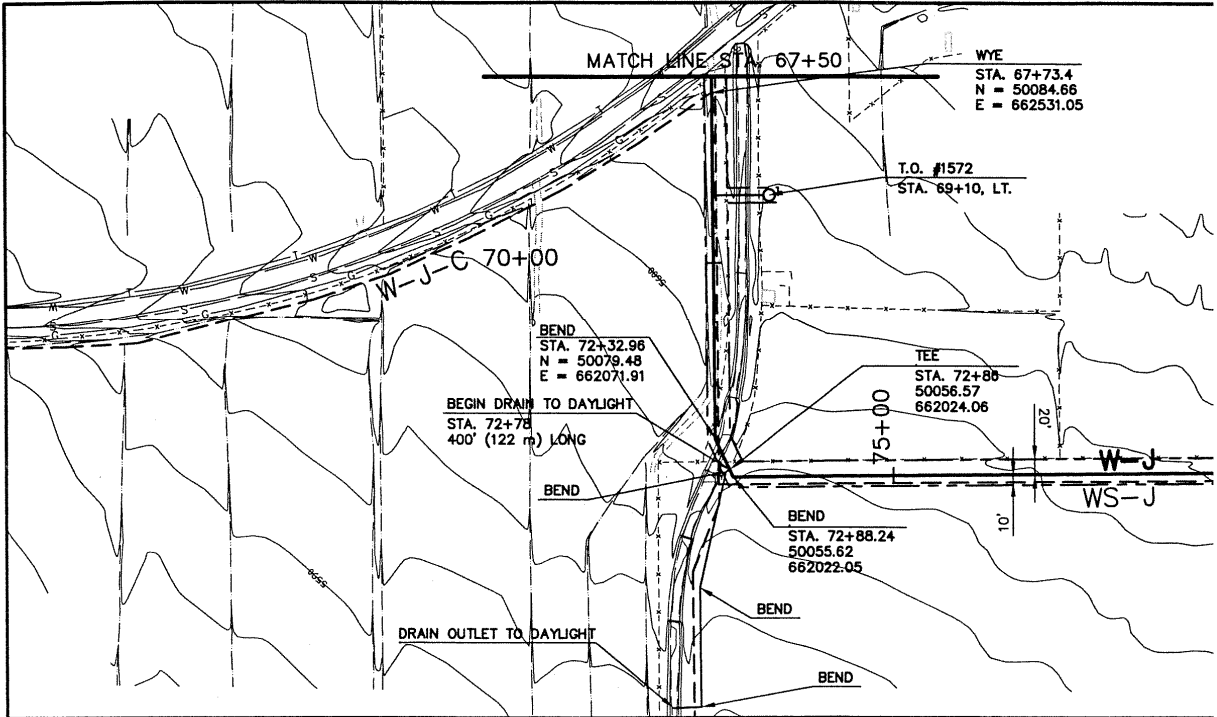 MATCH LINE STA. 67+50
WYE
STA. 67+73.4
N = 50084.66
E = 662531.05
T.O. #1572
STA. 69+10, LT.
W-J-C 70+00
5600
BEND
STA. 72+32.96
N = 50079.48
E = 662071.91
TEE
STA. 72+86
50056.57
662024.06
BEGIN DRAIN TO DAYLIGHT
STA. 72+78
400' (122 m) LONG
75+00
20'
W-J
WS-J
10'
BEND
BEND
STA. 72+88.24
50055.62
662022.05
BEND
DRAIN OUTLET TO DAYLIGHT
BEND